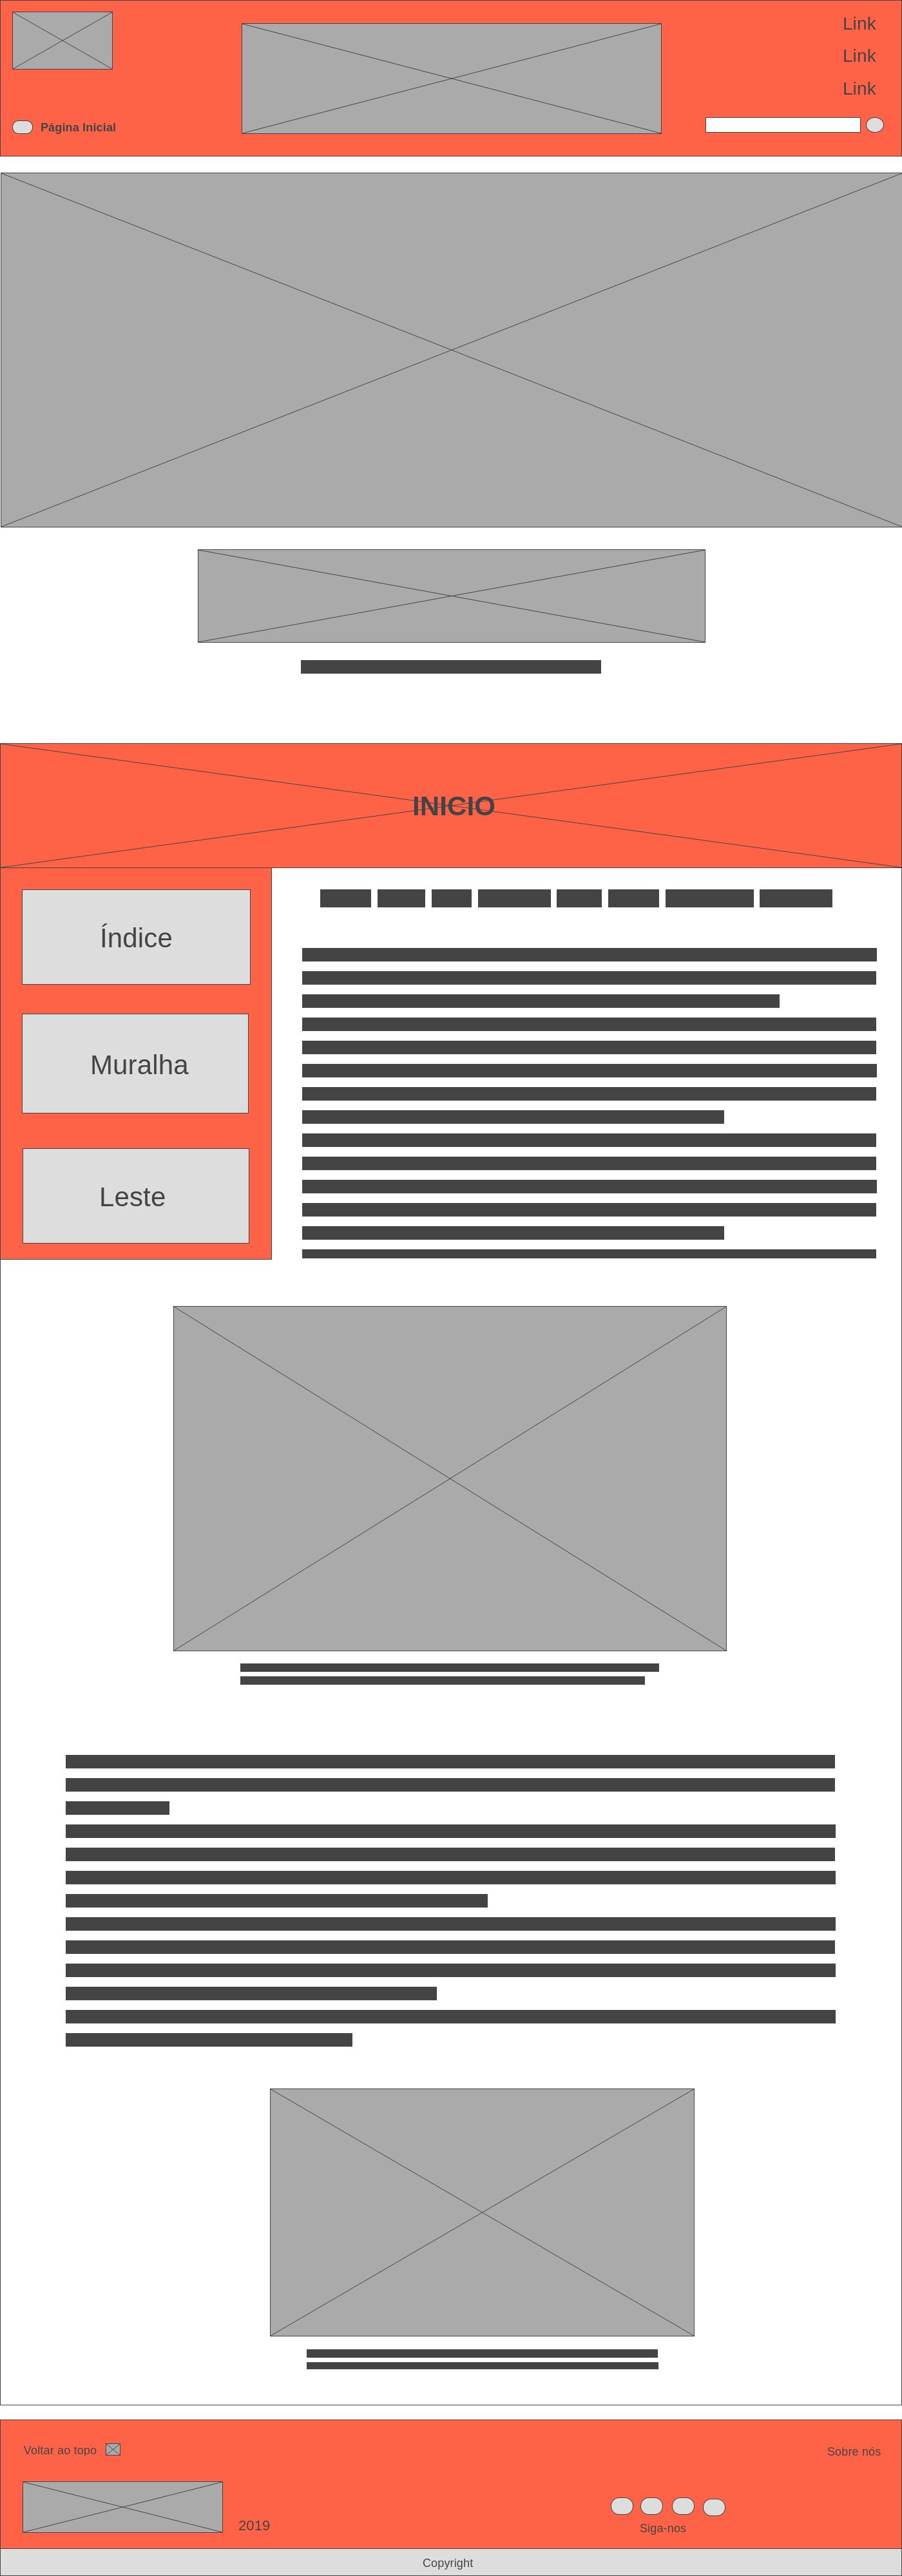 Link
Link
Link
Página Inicial
INICIO
Índice
Muralha
Leste
Voltar ao topo
Sobre nós
2019
Siga-nos
Copyright